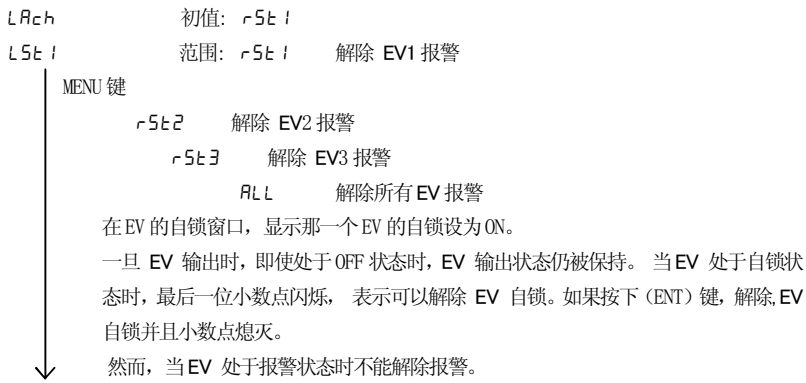 LAch 初值: rSt1
LSt1 范围: rSt1 解除 EV1 报警
MENU 键
rSt2 解除 EV2 报警
rSt3 解除 EV3 报警
ALL 解除所有 EV 报警
在 EV 的自锁窗口，显示那一个 EV 的自锁设为 ON。
一旦 EV 输出时，即使处于 OFF 状态时，EV 输出状态仍被保持。 当 EV 处于自锁状
态时，最后一位小数点闪烁， 表示可以解除 EV 自锁。如果按下（ENT）键，解除,EV
自锁并且小数点熄灭。
然而，当 EV 处于报警状态时不能解除报警。